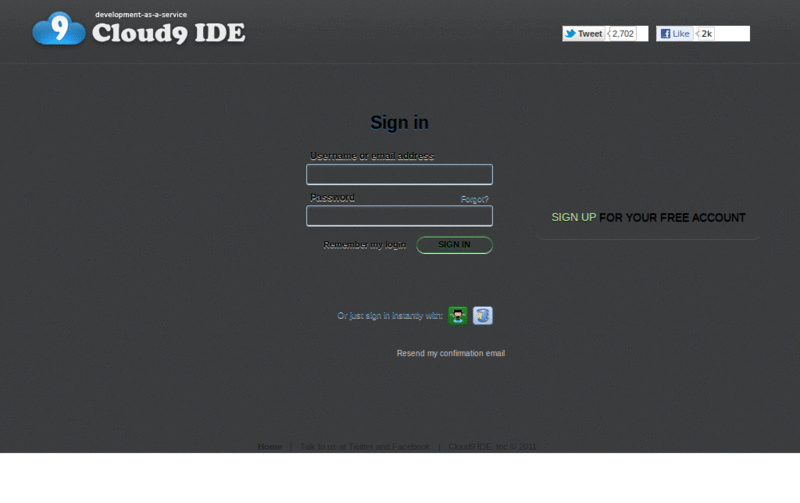 development-as-a-service
9 Cloud9 IDE
Tweet 2,702 Like 2k
Sign in
Username or email address
Password Forgot?
Remember my login SIGN IN
SIGN UP FOR YOUR FREE ACCOUNT
Or just sign in instantly with:
Resend my confirmation email
Home | Talk to us at Twitter and Facebook | Cloud9 IDE, Inc © 2011